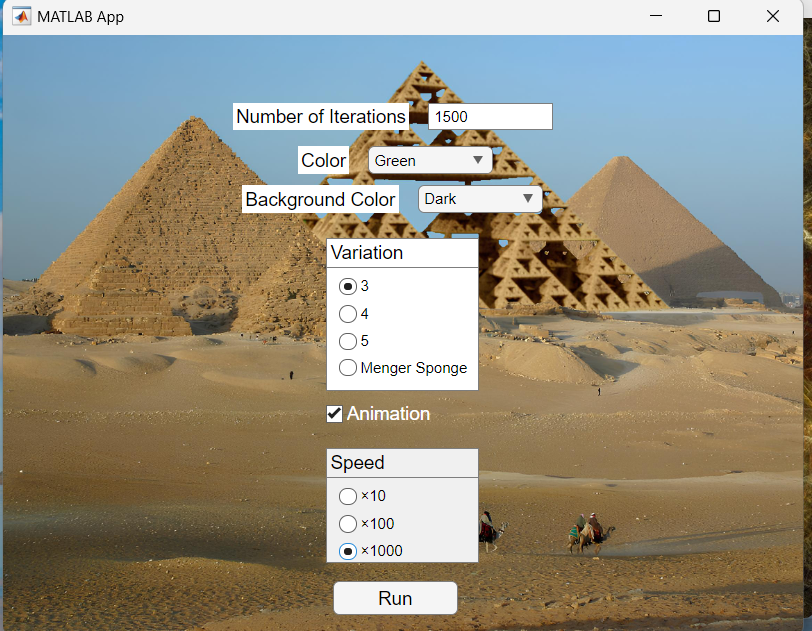 MATLAB App
Number of Iterations 1500
Color Green
Background Color Dark
Variation
3
4
5
Menger Sponge
Animation
Speed
×10
×100
×1000
Run